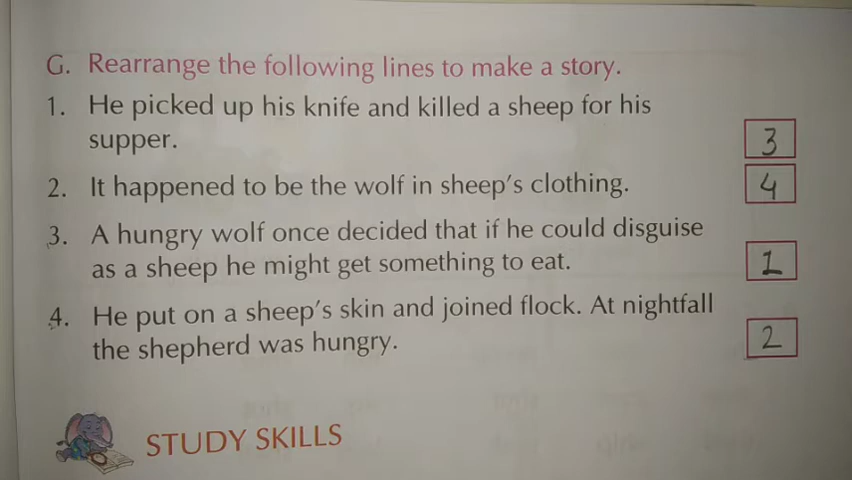 G. Rearrange the following lines to make a story.
1. He picked up his knife and killed a sheep for his
supper.
3
2. It happened to be the wolf in sheep's clothing.
4
3. A hungry wolf once decided that if he could disguise
as a sheep he might get something to eat.
1
4. He put on a sheep's skin and joined flock. At nightfall
the shepherd was hungry.
2
STUDY SKILLS